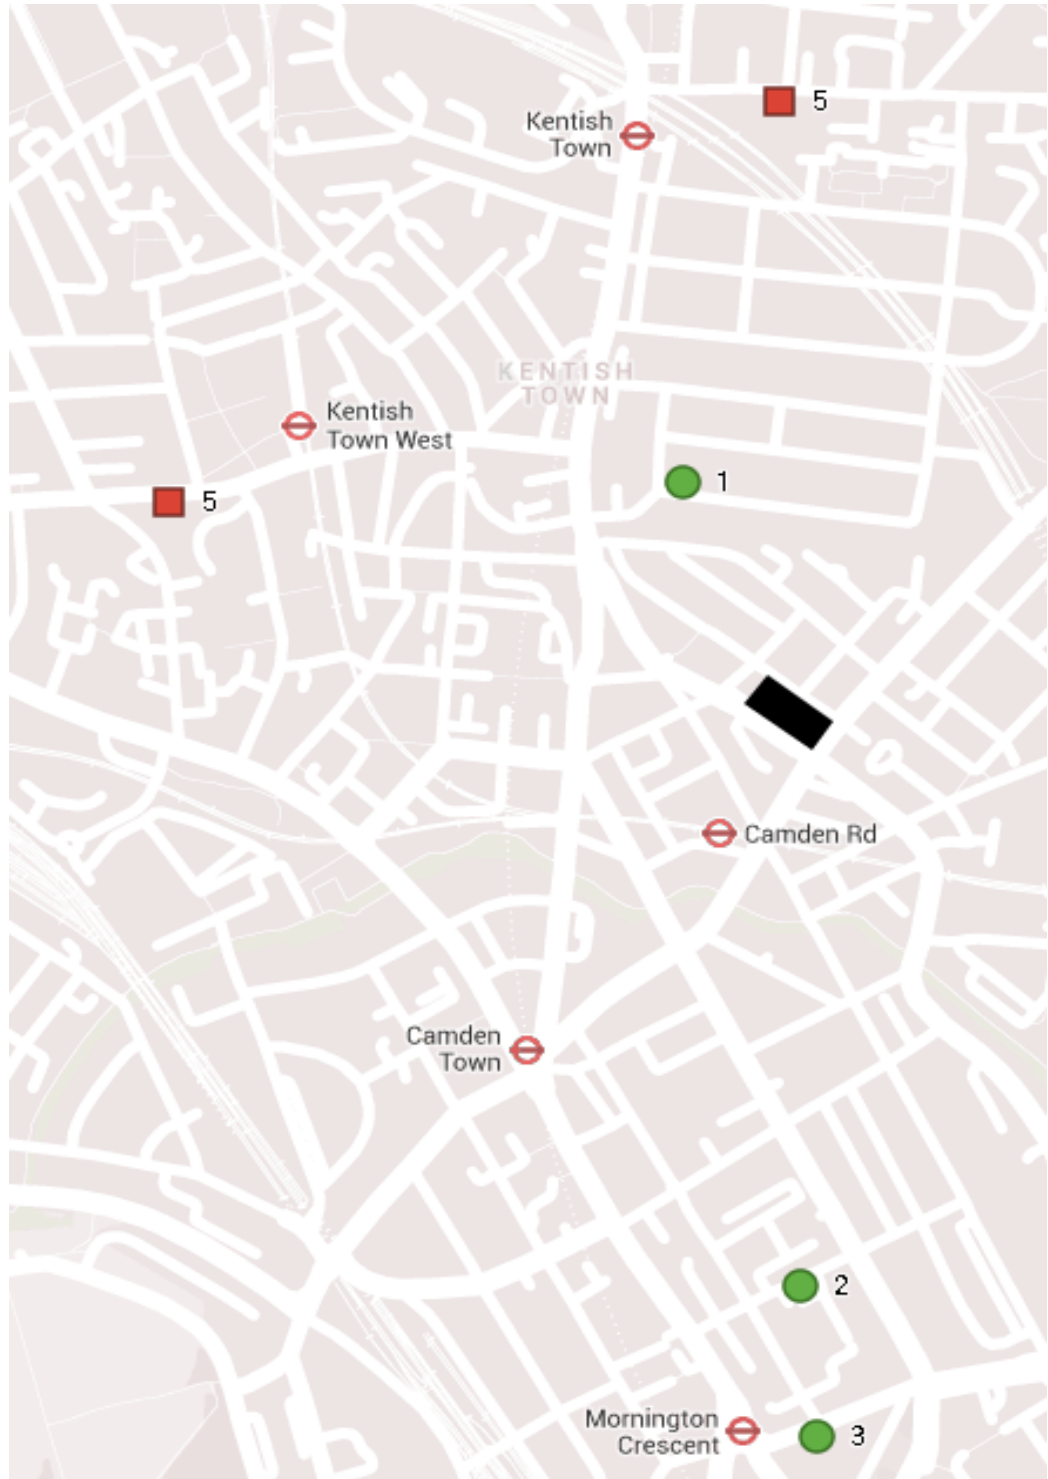 5
Kentish
Town
KENTISH
TOWN
Kentish
Town West
1
5
Camden Rd
Camden
Town
2
Mornington
Crescent
3